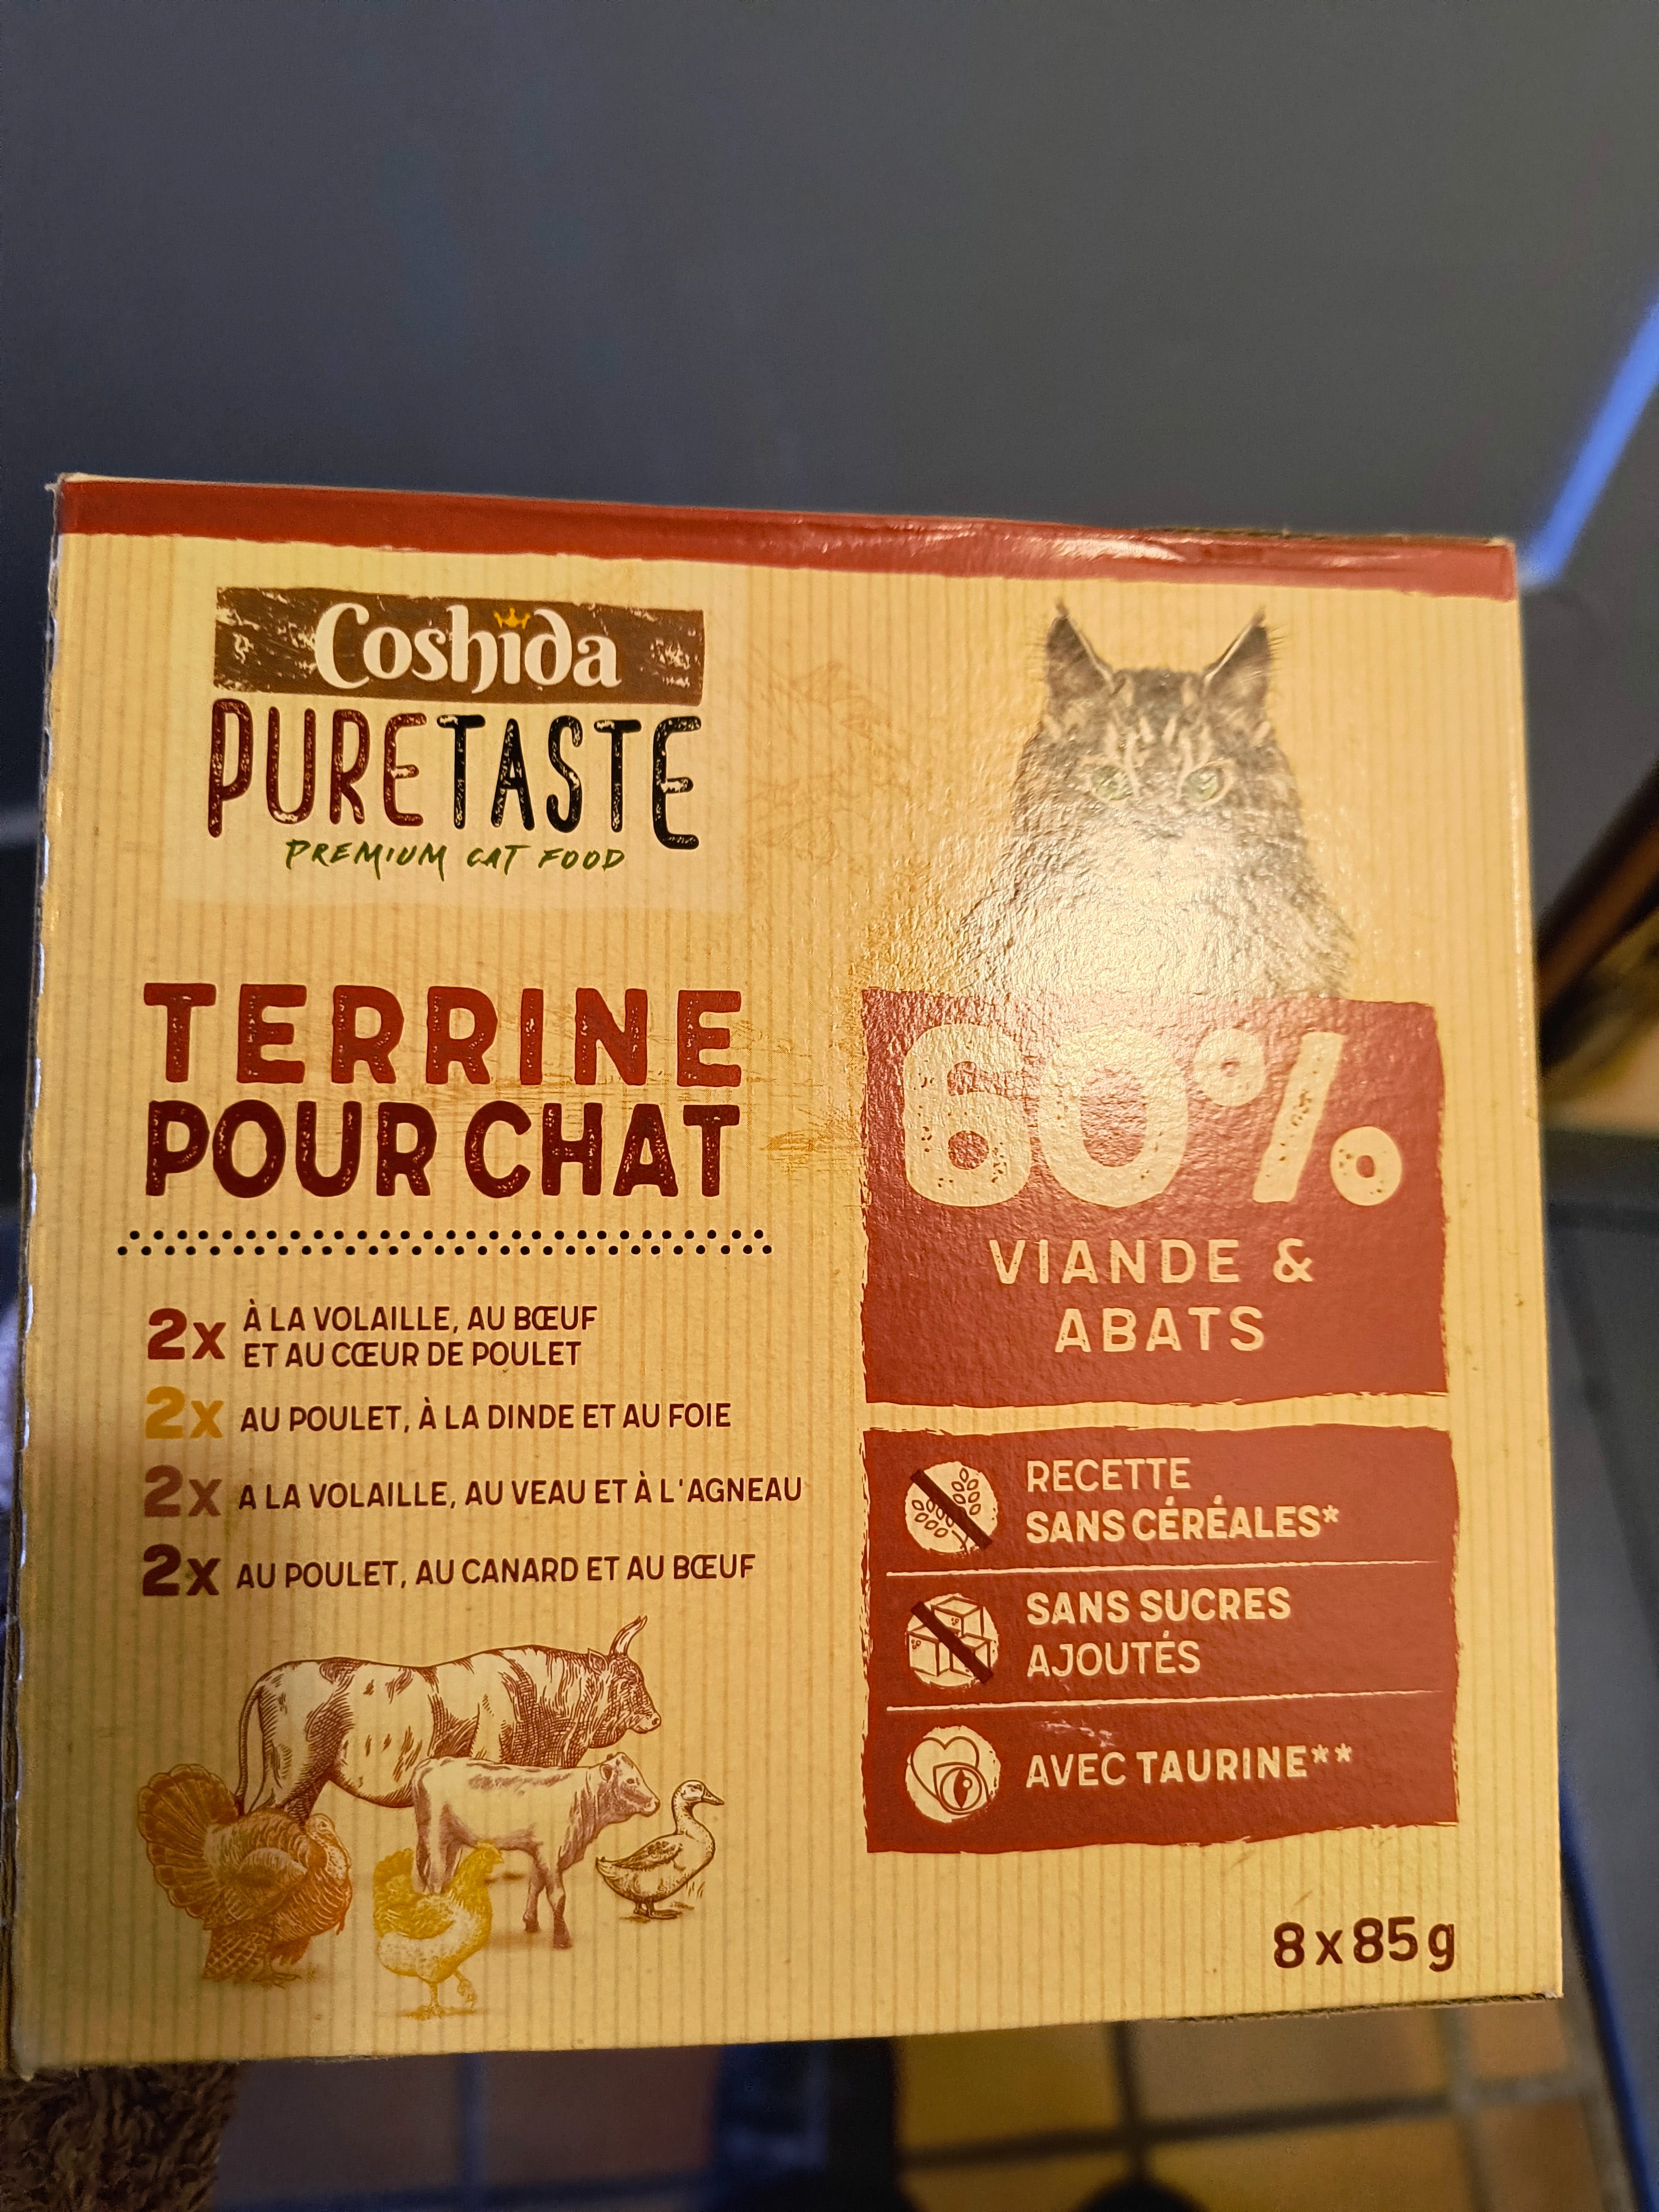 Coshida
PURETASTE
PREMIUM CAT FOOD
TERRINE
POUR CHAT
2x À LA VOLAILLE, AU BŒUF
ET AU CŒUR DE POULET
2x AU POULET, À LA DINDE ET AU FOIE
2x A LA VOLAILLE, AU VEAU ET À L'AGNEAU
2x AU POULET, AU CANARD ET AU BŒUF
60%
VIANDE &
ABATS
RECETTE
SANS CÉRÉALES*
SANS SUCRES
AJOUTÉS
AVEC TAURINE**
8x85g